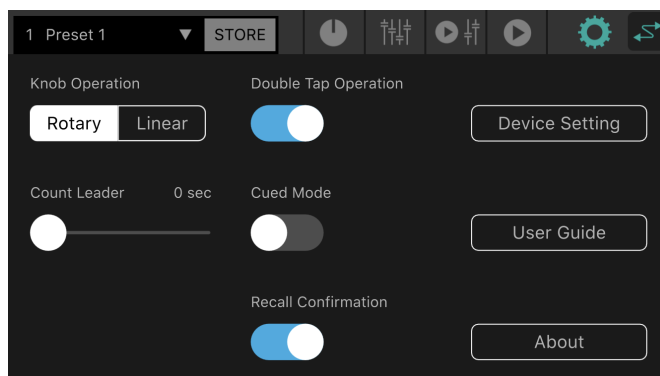 1 Preset 1 ▼ STORE
Knob Operation
Double Tap Operation
Rotary Linear
Device Setting
Count Leader 0 sec
Cued Mode
User Guide
Recall Confirmation
About